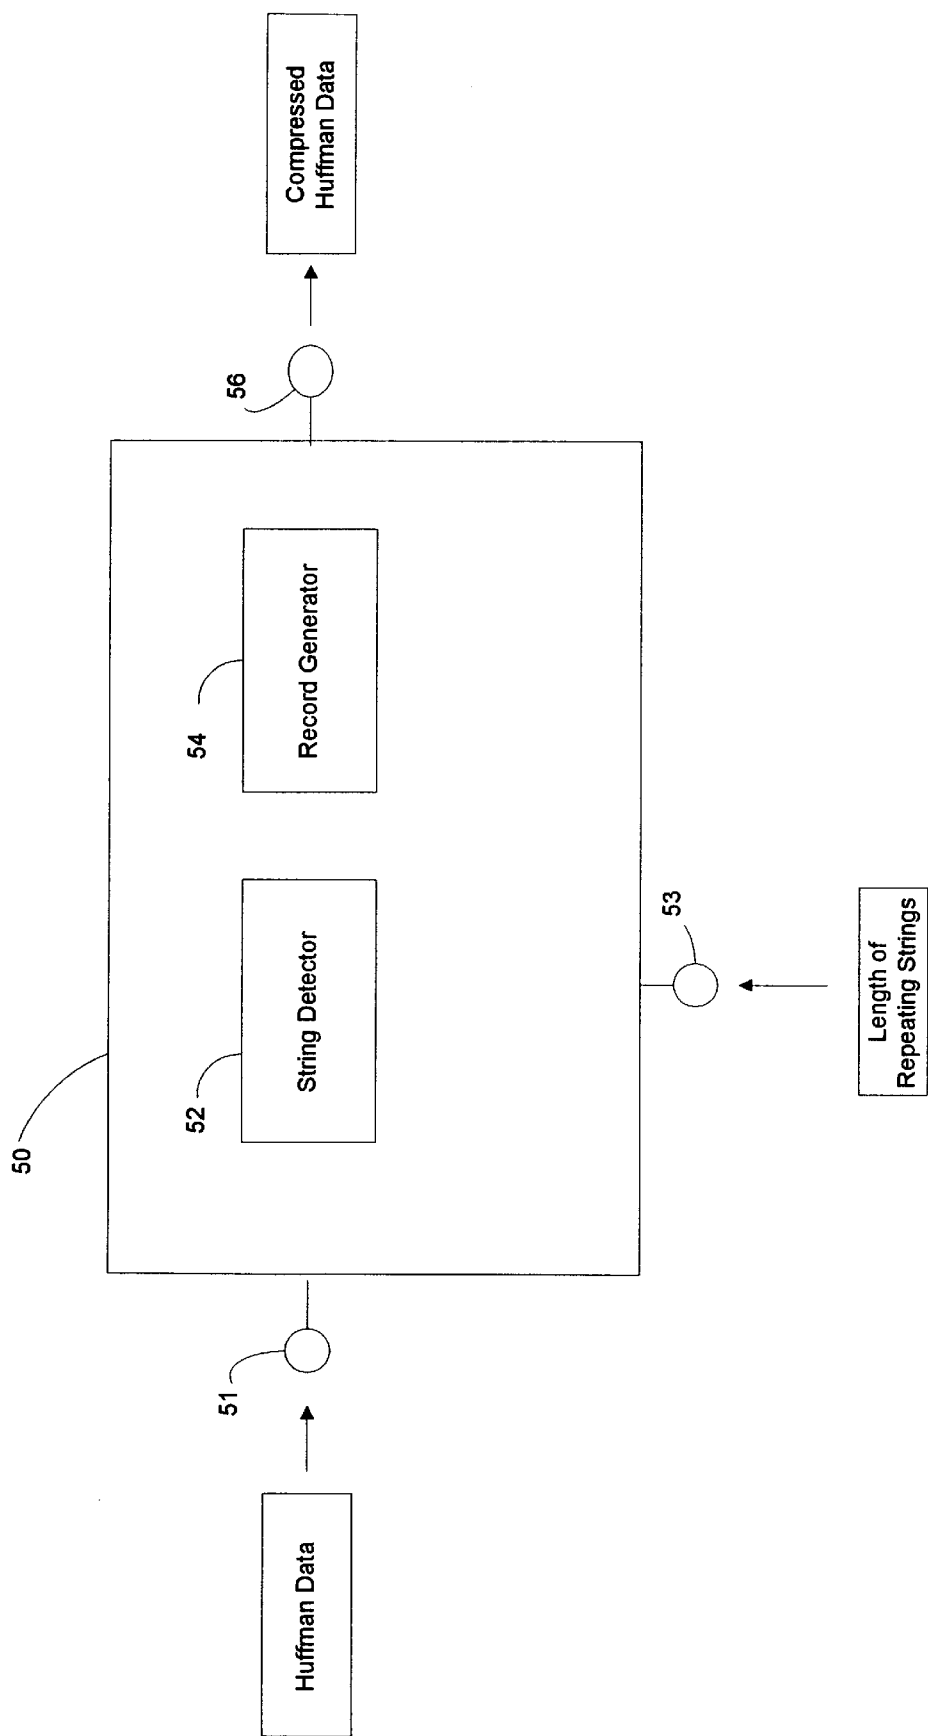 50
52
54
String Detector
Record Generator
51
56
Huffman Data
Compressed
Huffman Data
53
Length of
Repeating Strings